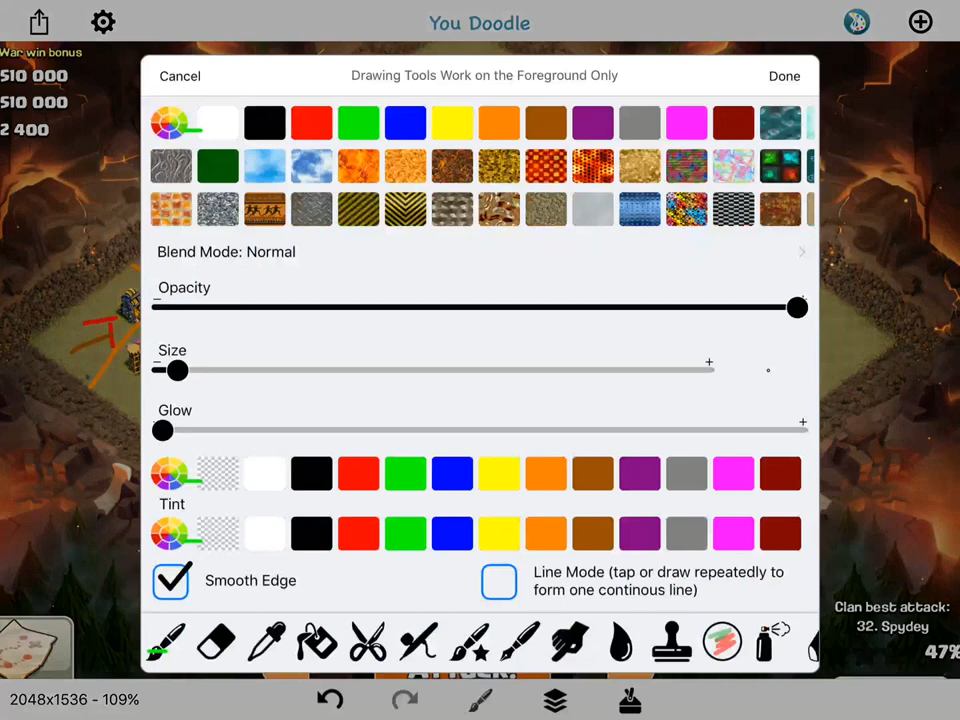 You Doodle
War win bonus
510 000
510 000
2 400
Cancel
Drawing Tools Work on the Foreground Only
Done
Blend Mode: Normal
Opacity
Size
Glow
Tint
Smooth Edge
Line Mode (tap or draw repeatedly to
form one continous line)
Clan best attack:
32. Spydey
47%
2048x1536 - 109%